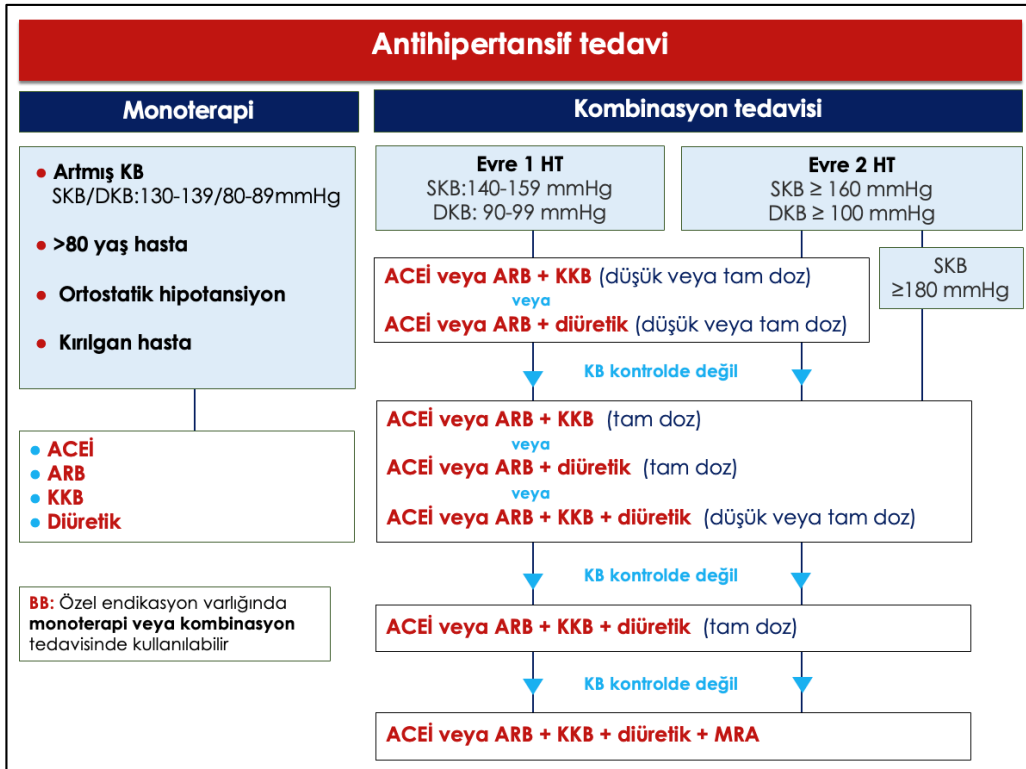 Antihipertansif tedavi
Monoterapi
● Artmış KB
SKB/DKB:130-139/80-89mmHg
● >80 yaş hasta
● Ortostatik hipotansiyon
● Kırılgan hasta
● ACEİ
● ARB
● KKB
● Diüretik
BB: Özel endikasyon varlığında
monoterapi veya kombinasyon
tedavisinde kullanılabilir
Kombinasyon tedavisi
Evre 1 HT
SKB:140-159 mmHg
DKB: 90-99 mmHg
Evre 2 HT
SKB ≥ 160 mmHg
DKB ≥ 100 mmHg
SKB
≥180 mmHg
ACEİ veya ARB + KKB (düşük veya tam doz)
veya
ACEİ veya ARB + diüretik (düşük veya tam doz)
KB kontrolde değil
ACEİ veya ARB + KKB (tam doz)
veya
ACEİ veya ARB + diüretik (tam doz)
veya
ACEİ veya ARB + KKB + diüretik (düşük veya tam doz)
KB kontrolde değil
ACEİ veya ARB + KKB + diüretik (tam doz)
KB kontrolde değil
ACEİ veya ARB + KKB + diüretik + MRA